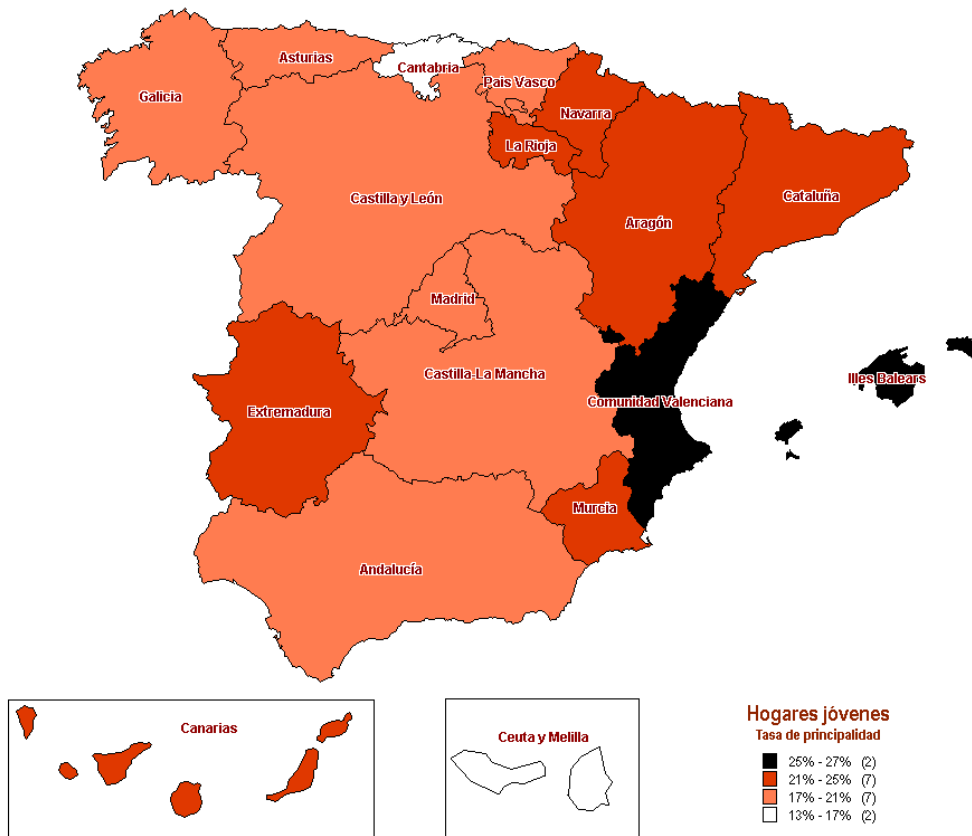 Asturias
Cantabria
Pais Vasco
Galicia
Navarra
La Rioja
Castilla y León
Cataluña
Aragón
Madrid
Castilla-La Mancha
Illes Balears
Comunidad Valenciana
Extremadura
Murcia
Andalucía
Canarias
Ceuta y Melilla
Hogares jóvenes
Tasa de principalidad
25% - 27% (2)
21% - 25% (7)
17% - 21% (7)
13% - 17% (2)